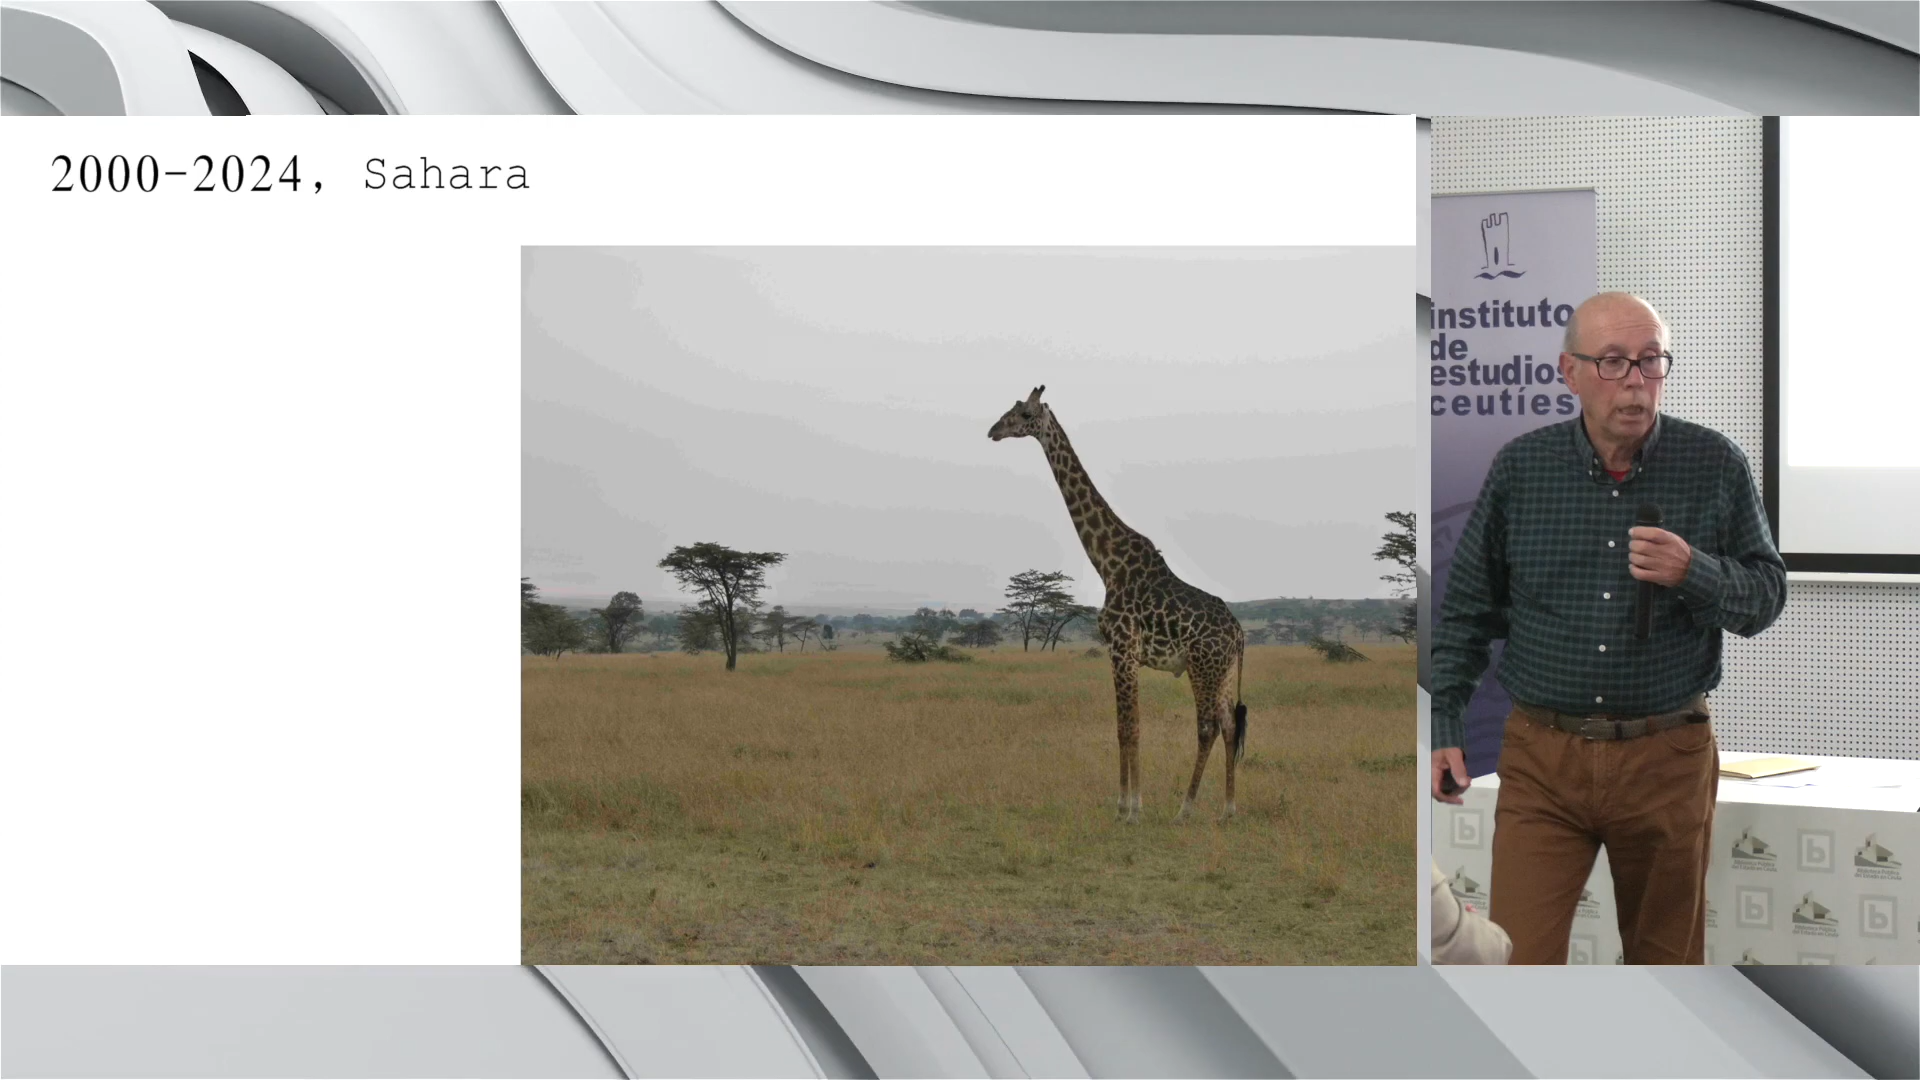 2000-2024, Sahara
instituto
de
estudios
ceutíes